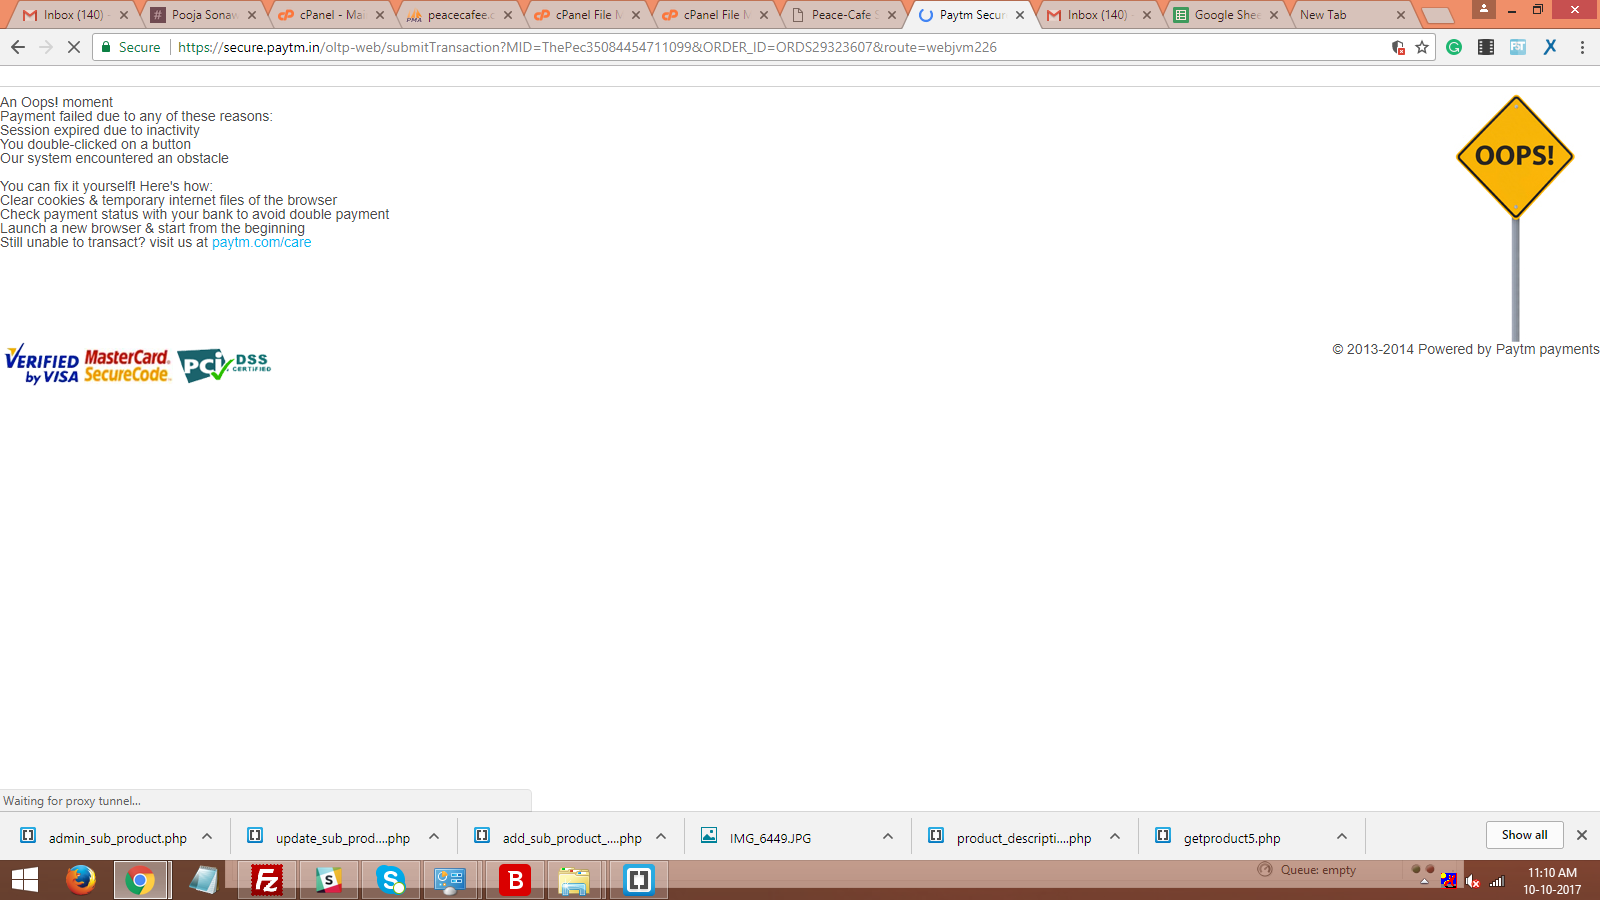 Inbox (140)
Pooja Sonaw
cPanel - Mai
peacecafee.c
cPanel File M
cPanel File M
Peace-Cafe S
Paytm Secur
Inbox (140)
Google Shee
New Tab
Secure https://secure.paytm.in/oltp-web/submitTransaction?MID=ThePec35084454711099&ORDER_ID=ORDS29323607&route=webjvm226
An Oops! moment
Payment failed due to any of these reasons:
Session expired due to inactivity
You double-clicked on a button
Our system encountered an obstacle
OOPS!
You can fix it yourself! Here's how:
Clear cookies & temporary internet files of the browser
Check payment status with your bank to avoid double payment
Launch a new browser & start from the beginning
Still unable to transact? visit us at paytm.com/care
VERIFIED by VISA
MasterCard. SecureCode.
PCI DSS CERTIFIED
© 2013-2014 Powered by Paytm payments
Waiting for proxy tunnel...
admin_sub_product.php
update_sub_prod....php
add_sub_product_....php
IMG_6449.JPG
product_descripti....php
getproduct5.php
Show all
Queue: empty
11:10 AM
10-10-2017